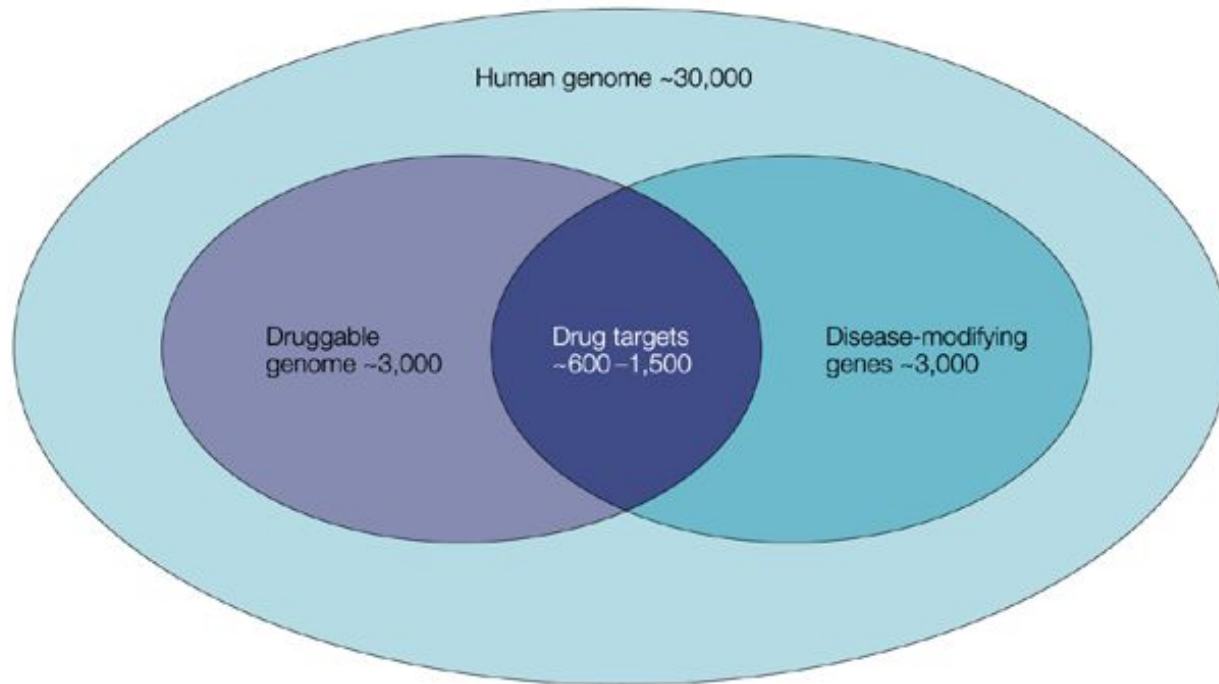 Human genome ~30,000
Druggable
genome ~3,000
Drug targets
~600–1,500
Disease-modifying
genes ~3,000